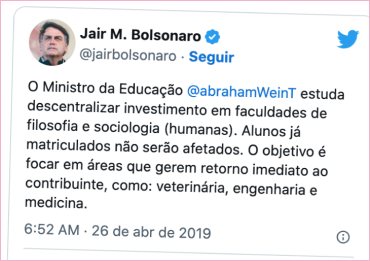 Jair M. Bolsonaro
@jairbolsonaro · Seguir
O Ministro da Educação @abrahamWeinT estuda
descentralizar investimento em faculdades de
filosofia e sociologia (humanas). Alunos já
matriculados não serão afetados. O objetivo é
focar em áreas que gerem retorno imediato ao
contribuinte, como: veterinária, engenharia e
medicina.
6:52 AM · 26 de abr de 2019